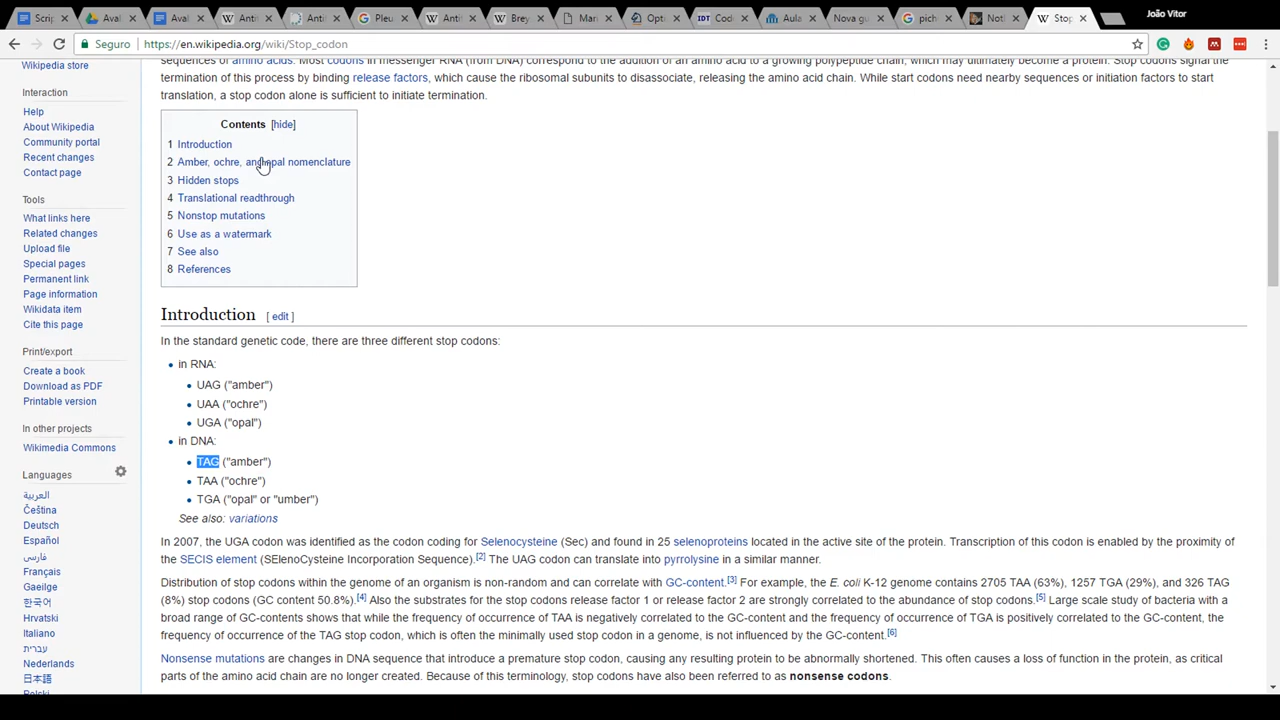 Scrip
Aval
Aval
Antif
Antif
Pleu
Antif
Brey
Marc
Opti
IDT Cod
Aula
Nova gu
pich
Noti
Stop
João Vitor
Seguro
https://en.wikipedia.org/wiki/Stop_codon
Wikipedia store
Interaction
Help
About Wikipedia
Community portal
Recent changes
Contact page
Tools
What links here
Related changes
Upload file
Special pages
Permanent link
Page information
Wikidata item
Cite this page
Print/export
Create a book
Download as PDF
Printable version
In other projects
Wikimedia Commons
Languages
العربية
Čeština
Deutsch
Español
فارسی
Français
Gaeilge
한국어
Hrvatski
Italiano
עברית
Nederlands
日本語
Polski
sequences of amino acids. Most codons in messenger RNA (from DNA) correspond to the addition of an amino acid to a growing polypeptide chain, which may ultimately become a protein. Stop codons signal the
termination of this process by binding release factors, which cause the ribosomal subunits to disassociate, releasing the amino acid chain. While start codons need nearby sequences or initiation factors to start
translation, a stop codon alone is sufficient to initiate termination.
Contents [hide]
1 Introduction
2 Amber, ochre, and opal nomenclature
3 Hidden stops
4 Translational readthrough
5 Nonstop mutations
6 Use as a watermark
7 See also
8 References
Introduction [ edit ]
In the standard genetic code, there are three different stop codons:
• in RNA:
• UAG ("amber")
• UAA ("ochre")
• UGA ("opal")
• in DNA:
• TAG ("amber")
• TAA ("ochre")
• TGA ("opal" or "umber")
See also: variations
In 2007, the UGA codon was identified as the codon coding for Selenocysteine (Sec) and found in 25 selenoproteins located in the active site of the protein. Transcription of this codon is enabled by the proximity of
the SECIS element (SElenoCysteine Incorporation Sequence).[2] The UAG codon can translate into pyrrolysine in a similar manner.
Distribution of stop codons within the genome of an organism is non-random and can correlate with GC-content.[3] For example, the E. coli K-12 genome contains 2705 TAA (63%), 1257 TGA (29%), and 326 TAG
(8%) stop codons (GC content 50.8%).[4] Also the substrates for the stop codons release factor 1 or release factor 2 are strongly correlated to the abundance of stop codons.[5] Large scale study of bacteria with a
broad range of GC-contents shows that while the frequency of occurrence of TAA is negatively correlated to the GC-content and the frequency of occurrence of TGA is positively correlated to the GC-content, the
frequency of occurrence of the TAG stop codon, which is often the minimally used stop codon in a genome, is not influenced by the GC-content.[6]
Nonsense mutations are changes in DNA sequence that introduce a premature stop codon, causing any resulting protein to be abnormally shortened. This often causes a loss of function in the protein, as critical
parts of the amino acid chain are no longer created. Because of this terminology, stop codons have also been referred to as nonsense codons.